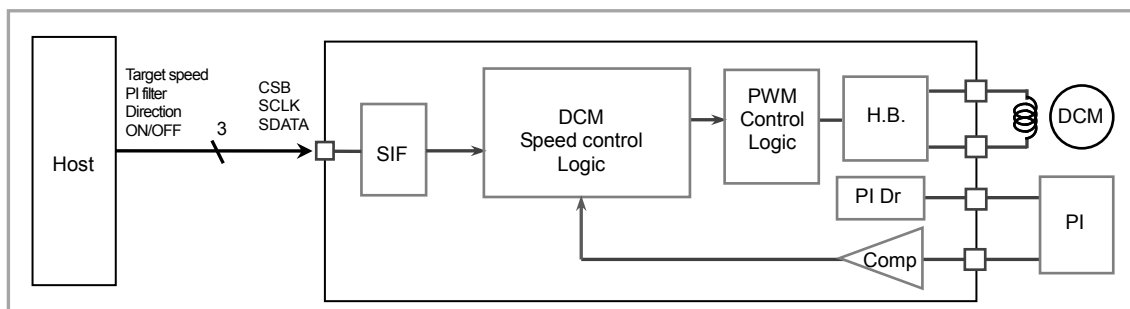 Host
Target speed
PI filter
Direction
ON/OFF
3
CSB
SCLK
SDATA
SIF
DCM
Speed control
Logic
PWM
Control
Logic
H.B.
DCM
PI Dr
PI
Comp